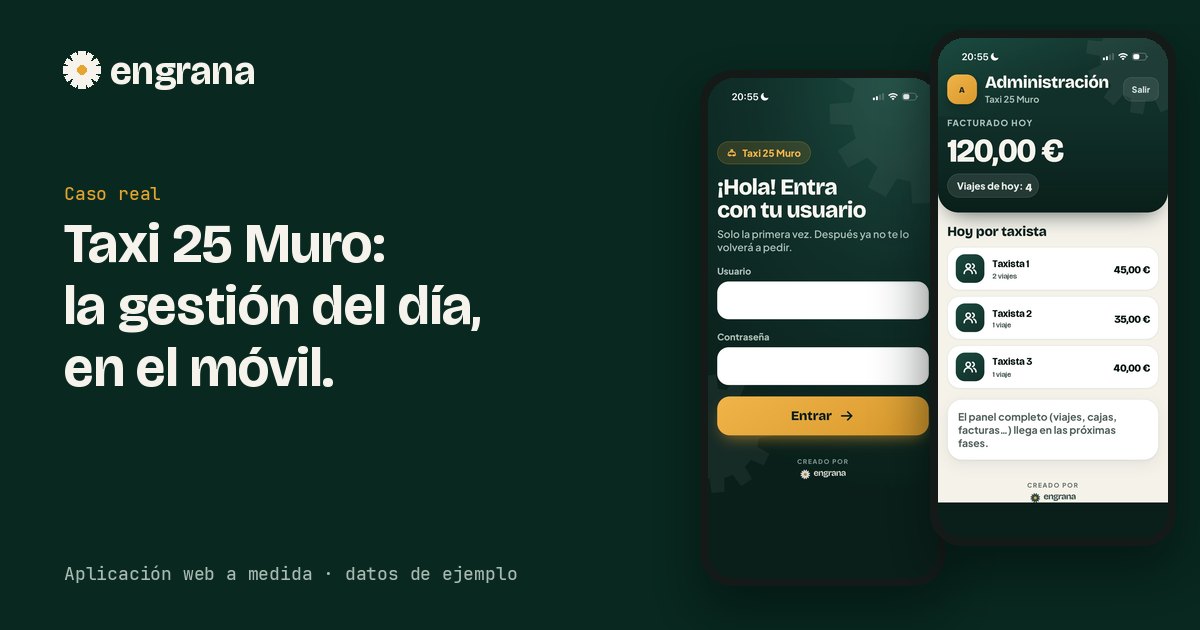 engrana
Caso real
Taxi 25 Muro:
la gestión del día,
en el móvil.
Aplicación web a medida · datos de ejemplo
20:55
Taxi 25 Muro
¡Hola! Entra
con tu usuario
Solo la primera vez. Después ya no te lo
volverá a pedir.
Usuario
Contraseña
Entrar →
CREADO POR
engrana
20:55
A
Administración
Taxi 25 Muro
Salir
FACTURADO HOY
120,00 €
Viajes de hoy: 4
Hoy por taxista
Taxista 1
2 viajes
45,00 €
Taxista 2
1 viaje
35,00 €
Taxista 3
1 viaje
40,00 €
El panel completo (viajes, cajas,
facturas…) llega en las próximas
fases.
CREADO POR
engrana